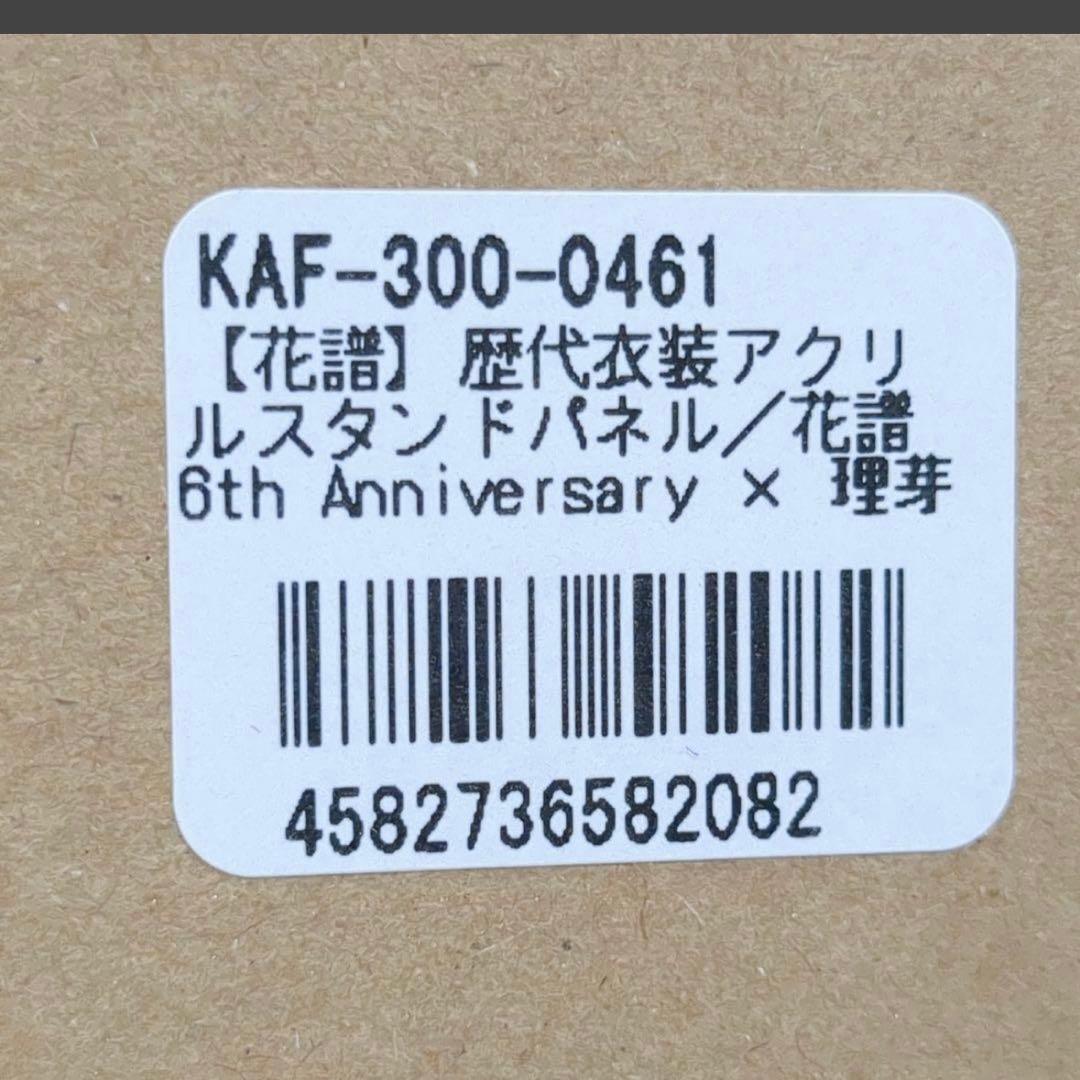 KAF-300-0461
【花譜】歴代衣装アクリ
ルスタンドパネル／花譜
6th Anniversary × 理芽
4582736582082